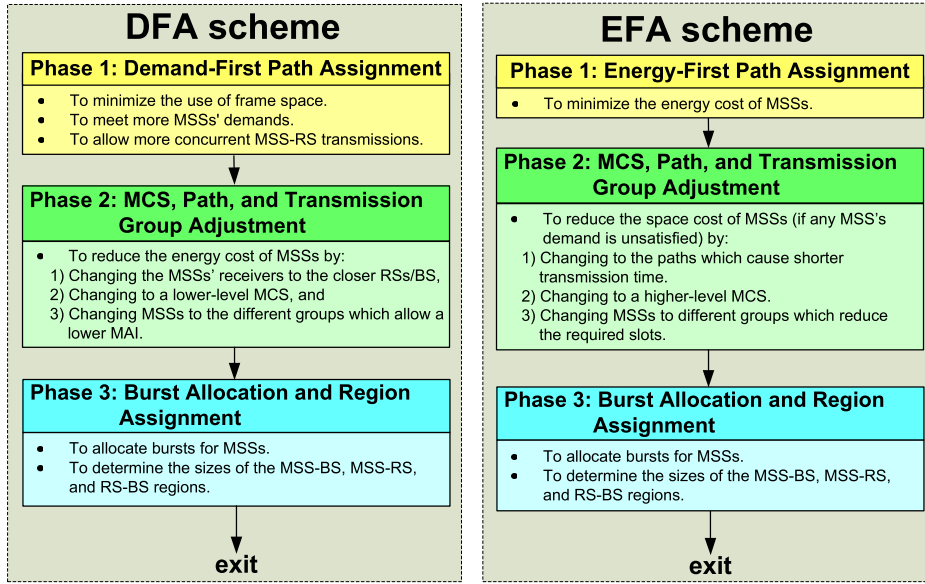 DFA scheme
Phase 1: Demand-First Path Assignment
• To minimize the use of frame space.
• To meet more MSSs' demands.
• To allow more concurrent MSS-RS transmissions.
Phase 2: MCS, Path, and Transmission
Group Adjustment
• To reduce the energy cost of MSSs by:
1) Changing the MSSs' receivers to the closer RSs/BS,
2) Changing to a lower-level MCS, and
3) Changing MSSs to the different groups which allow a
lower MAI.
Phase 3: Burst Allocation and Region
Assignment
• To allocate bursts for MSSs.
• To determine the sizes of the MSS-BS, MSS-RS,
and RS-BS regions.
exit
EFA scheme
Phase 1: Energy-First Path Assignment
• To minimize the energy cost of MSSs.
Phase 2: MCS, Path, and Transmission
Group Adjustment
• To reduce the space cost of MSSs (if any MSS's
demand is unsatisfied) by:
1) Changing to the paths which cause shorter
transmission time.
2) Changing to a higher-level MCS.
3) Changing MSSs to different groups which reduce
the required slots.
Phase 3: Burst Allocation and Region
Assignment
• To allocate bursts for MSSs.
• To determine the sizes of the MSS-BS, MSS-RS,
and RS-BS regions.
exit